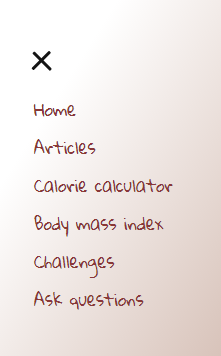 Home
Articles
Calorie calculator
Body mass index
Challenges
Ask questions